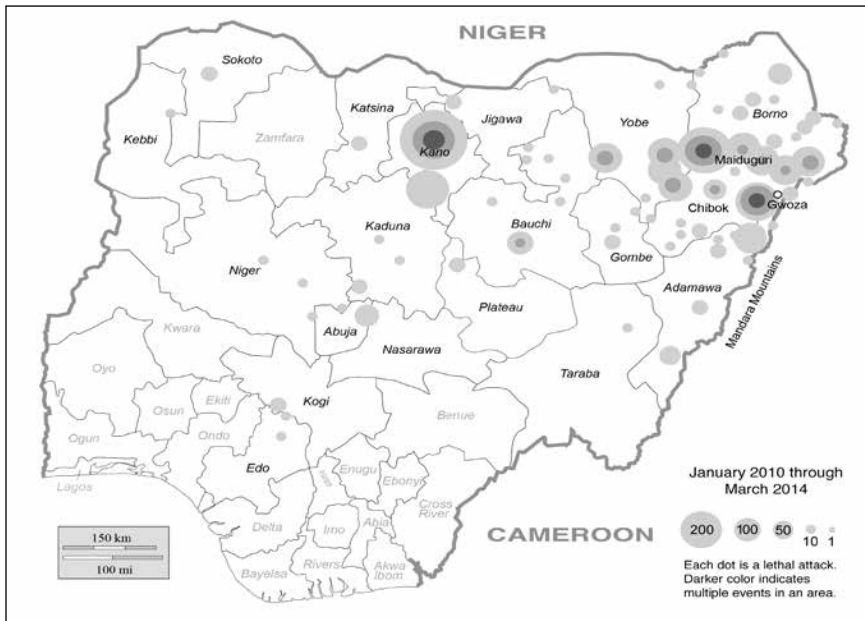 NIGER
Sokoto
Katsina
Jigawa
Yobe
Borno
Kebbi
Zamfara
Kano
Maiduguri
Chibok
Gwoza
Kaduna
Bauchi
Gombe
Niger
Adamawa
Mandara Mountains
Plateau
Abuja
Kwara
Nasarawa
Oyo
Taraba
Kogi
Ekiti
Osun
Benue
Ogun
Ondo
Edo
Enugu
Ebonyi
Lagos
Cross
River
Delta
Imo
Abia
Bayelsa
Rivers
Akwa
Ibom
CAMEROON
150 km
100 mi
January 2010 through
March 2014
200 100 50 10 1
Each dot is a lethal attack.
Darker color indicates
multiple events in an area.